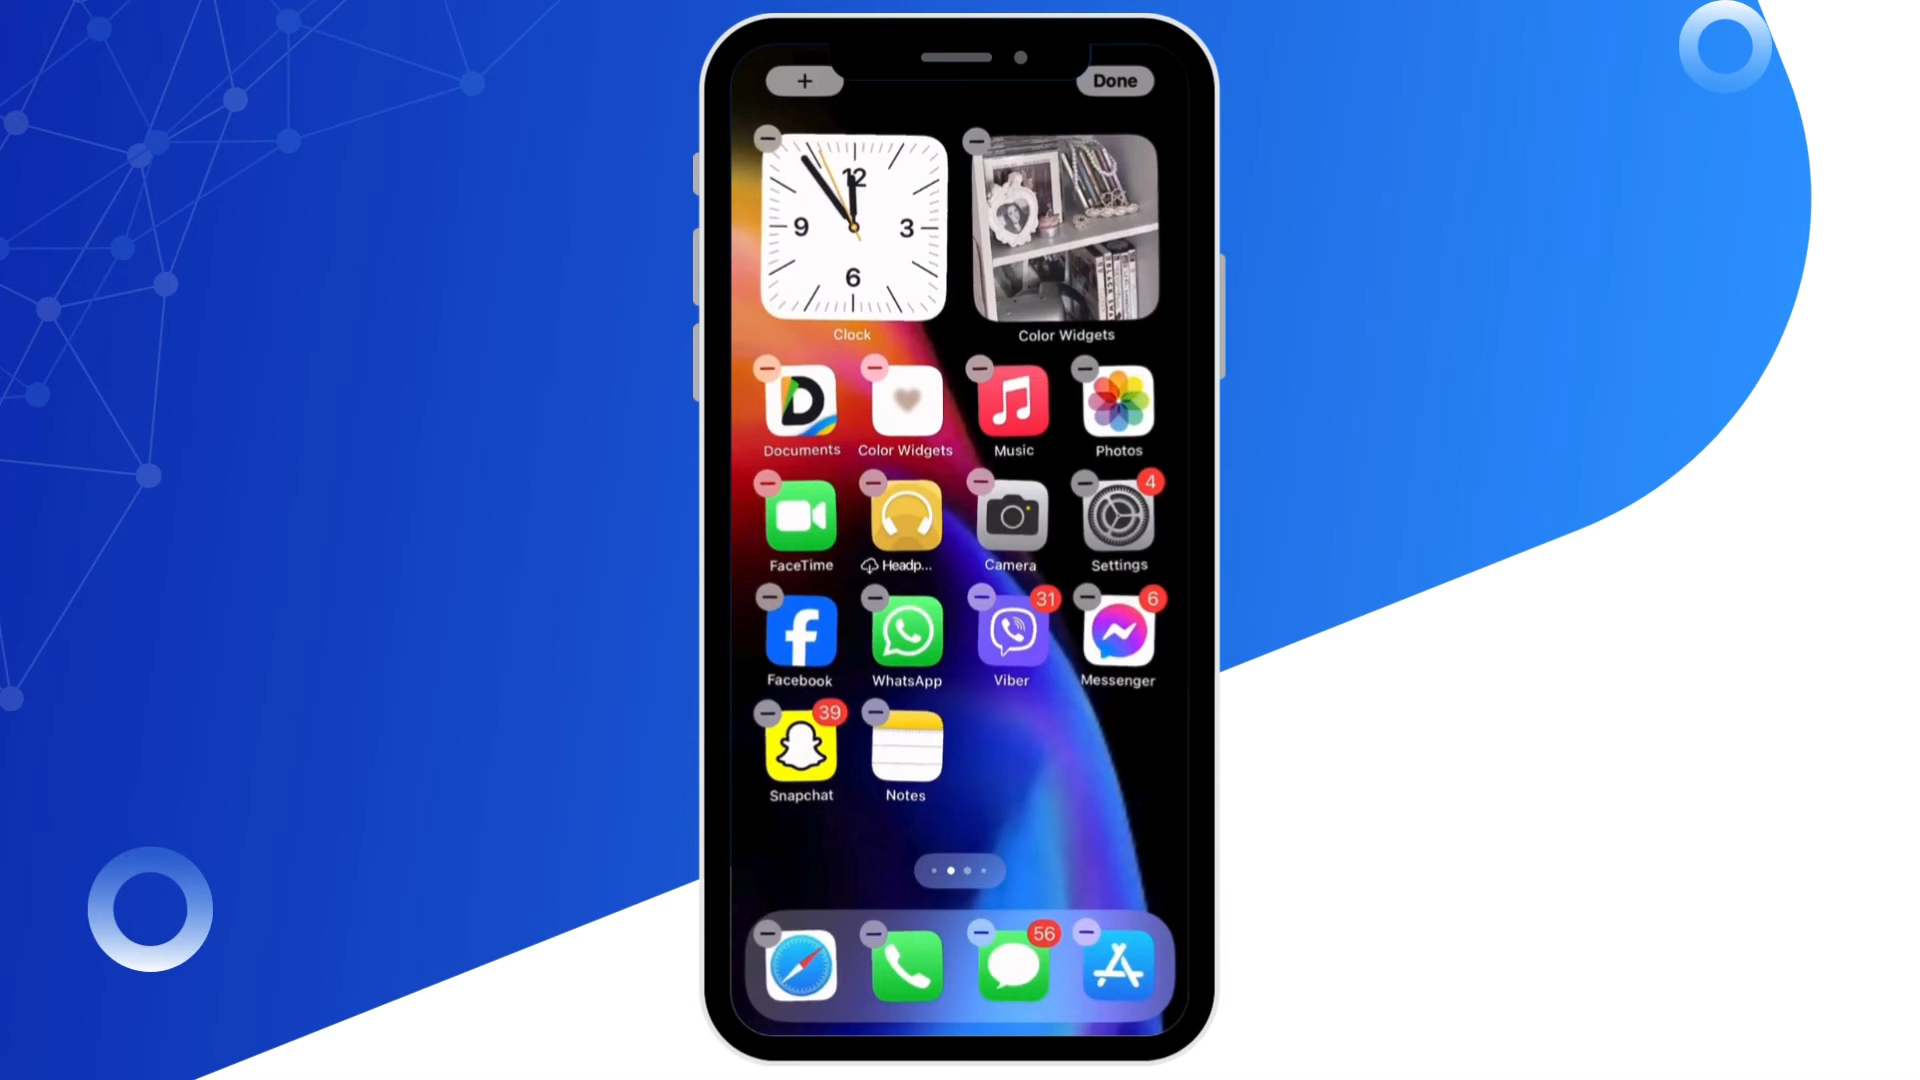 +
Done
12
9
3
6
Clock
Color Widgets
Documents
Color Widgets
Music
Photos
4
FaceTime
Headp...
Camera
Settings
31
6
Facebook
WhatsApp
Viber
Messenger
39
Snapchat
Notes
56